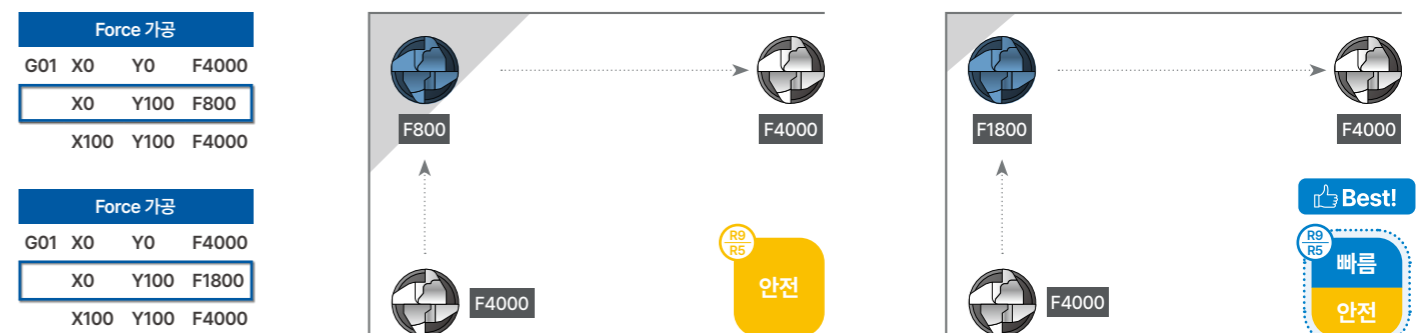 Force 가공
G01 X0 Y0 F4000
X0 Y100 F800
X100 Y100 F4000
Force 가공
G01 X0 Y0 F4000
X0 Y100 F1800
X100 Y100 F4000
F800
F4000
F4000
R9
R5
안전
F1800
F4000
F4000
Best!
R9
R5
빠름
안전